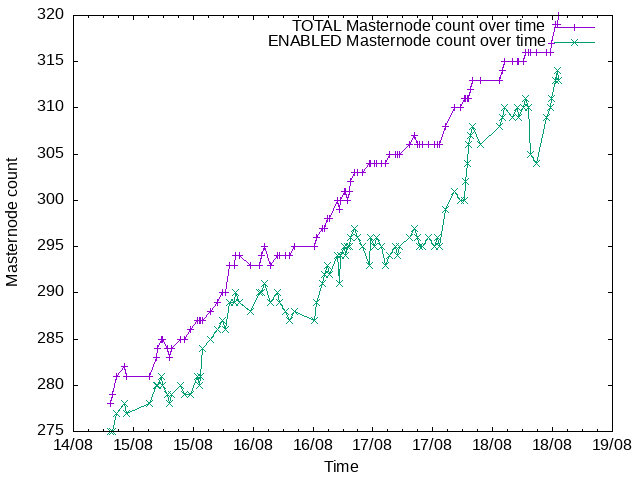 320
TOTAL Masternode count over time
ENABLED Masternode count over time
315
310
305
300
295
290
285
280
275
Masternode count
14/08 15/08 15/08 16/08 16/08 17/08 17/08 18/08 18/08 19/08
Time